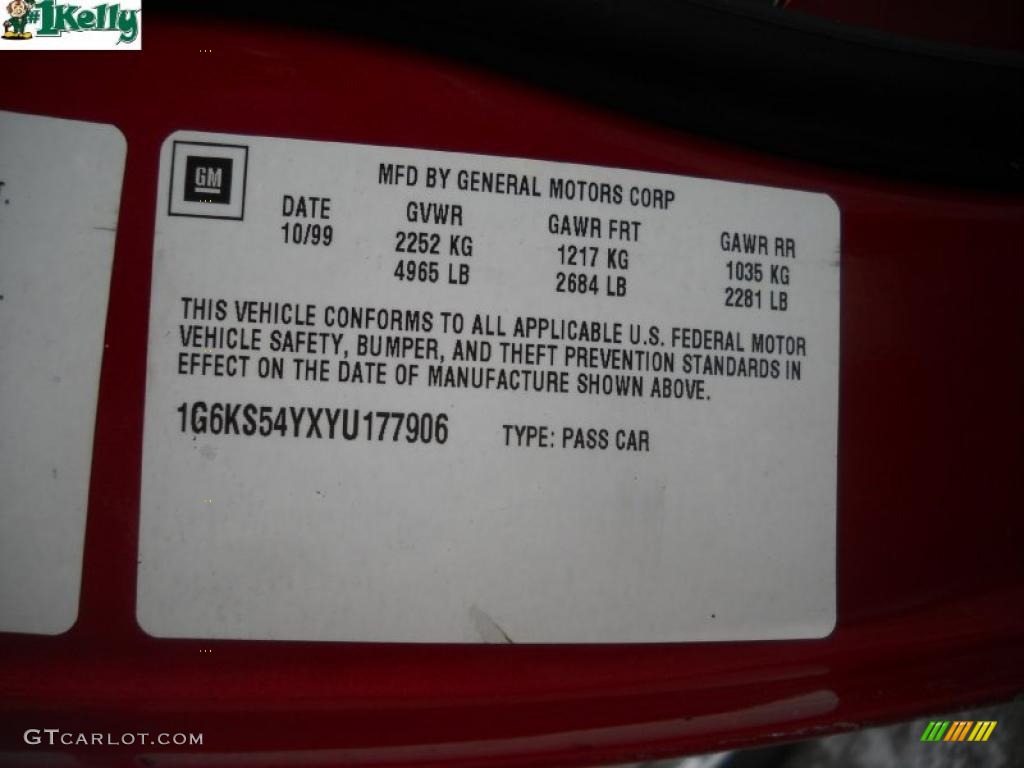 #1Kelly
GM
MFD BY GENERAL MOTORS CORP
DATE GVWR GAWR FRT GAWR RR
10/99 2252 KG 1217 KG 1035 KG
4965 LB 2684 LB 2281 LB
THIS VEHICLE CONFORMS TO ALL APPLICABLE U.S. FEDERAL MOTOR
VEHICLE SAFETY, BUMPER, AND THEFT PREVENTION STANDARDS IN
EFFECT ON THE DATE OF MANUFACTURE SHOWN ABOVE.
1G6KS54YXYU177906 TYPE: PASS CAR
GTCARLOT.COM